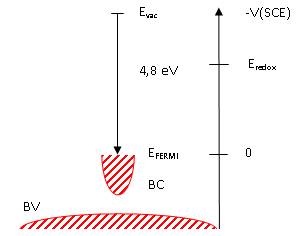 Evac -V(SCE)
4,8 eV Eredox
EFERMI 0
BC
BV